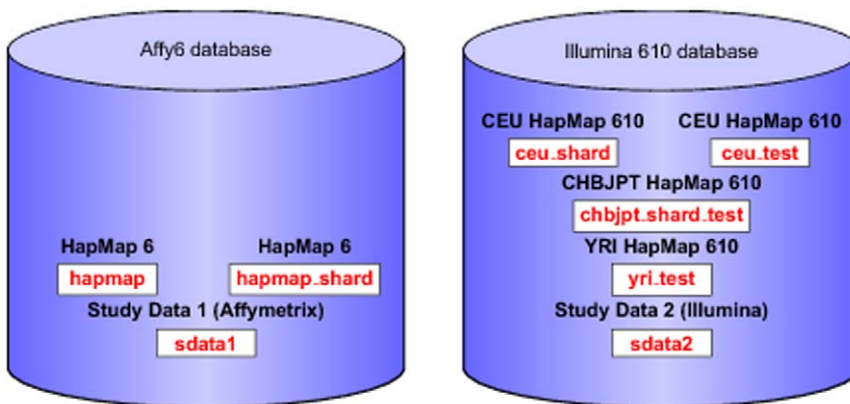 Affy6 database
HapMap 6 HapMap 6
hapmap hapmap_shard
Study Data 1 (Affymetrix)
sdata1
Illumina 610 database
CEU HapMap 610 CEU HapMap 610
ceu_shard ceu_test
CHBJPT HapMap 610
chbjpt_shard_test
YRI HapMap 610
yri_test
Study Data 2 (Illumina)
sdata2